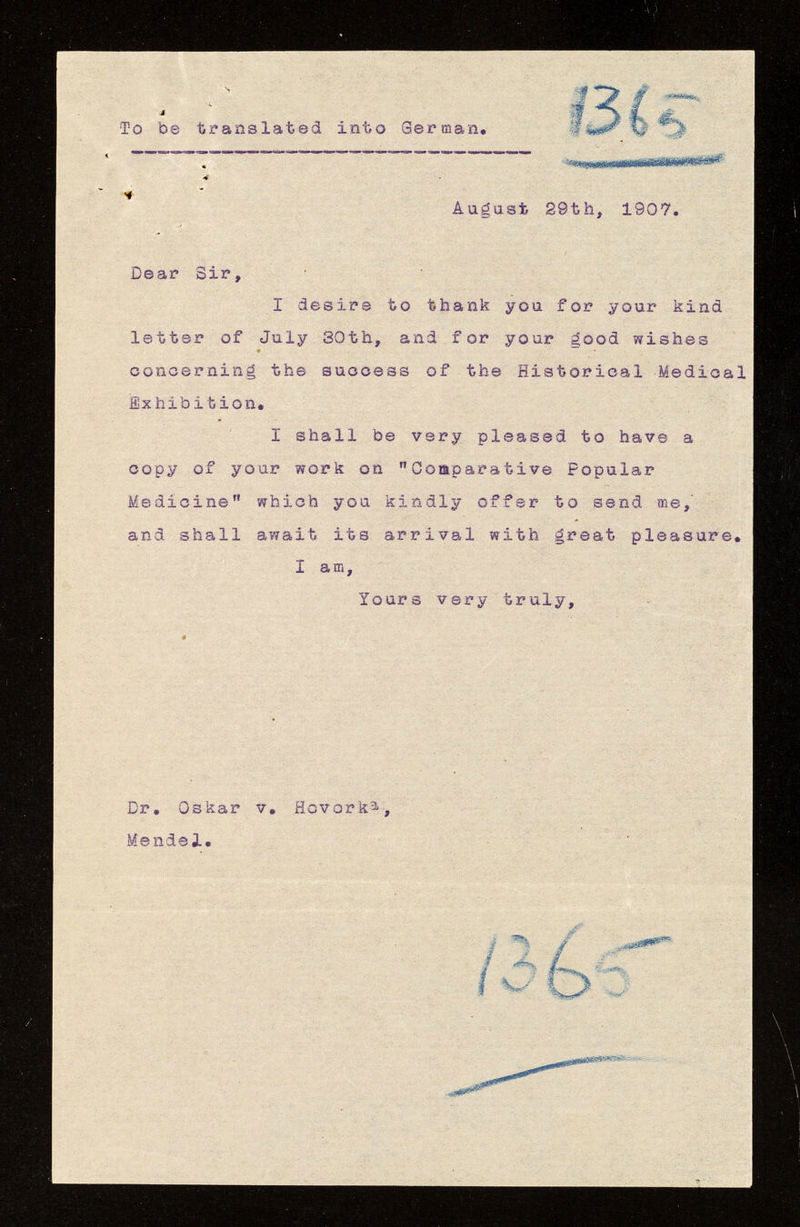 To be translated into German.
1365
August 29th, 1907.
Dear Sir,
I desire to thank you for your kind
letter of July 30th, and for your good wishes
concerning the success of the Historical Medical
Exhibition.
I shall be very pleased to have a
copy of your work on "Comparative Popular
Medicine" which you kindly offer to send me,
and shall await its arrival with great pleasure.
I am,
Yours very truly,
Dr. Oskar v. Hovorka,
Mendel.
1365